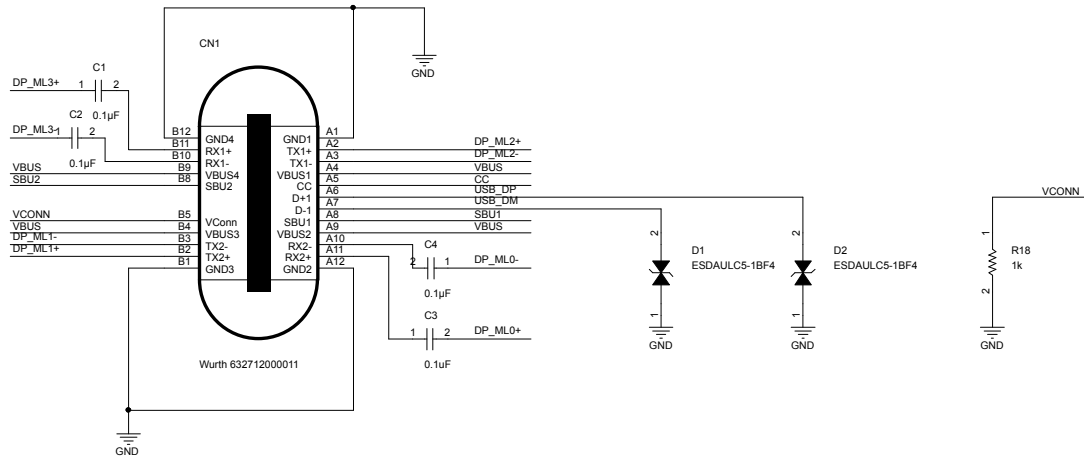 CN1
GND
C1
DP_ML3+ 1 2
0.1µF
C2
DP_ML3- 1 2
0.1µF
B12 GND4 GND1 A1
B11 RX1+ TX1+ A2 DP_ML2+
B10 RX1- TX1- A3 DP_ML2-
VBUS B9 VBUS4 VBUS1 A4 VBUS
SBU2 B8 SBU2 CC A5 CC
D+1 A6 USB_DP
D-1 A7 USB_DM
VCONN B5 VConn SBU1 A8 SBU1
VBUS B4 VBUS3 VBUS2 A9 VBUS
DP_ML1- B3 TX2- RX2- A10
DP_ML1+ B2 TX2+ RX2+ A11
B1 GND3 GND2 A12
C4
2 1 DP_ML0-
0.1µF
C3
1 2 DP_ML0+
0.1uF
Wurth 632712000011
GND
2
D1
ESDAULC5-1BF4
1
GND
2
D2
ESDAULC5-1BF4
1
GND
VCONN
1
R18
1k
2
GND